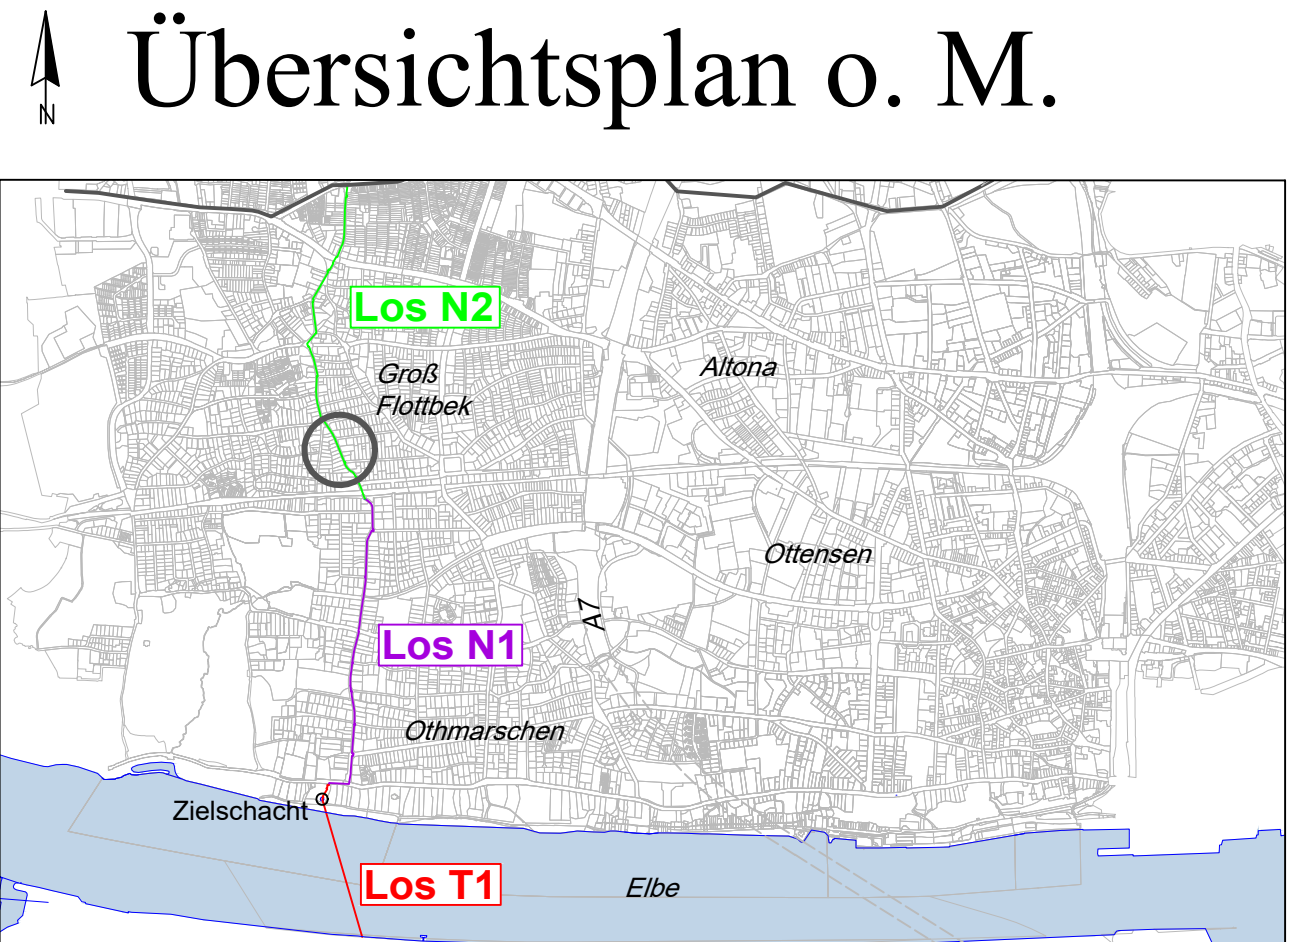 Übersichtsplan o. M.
N
Los N2
Groß
Flottbek
Altona
Ottensen
A7
Los N1
Othmarschen
Zielschacht
Los T1
Elbe